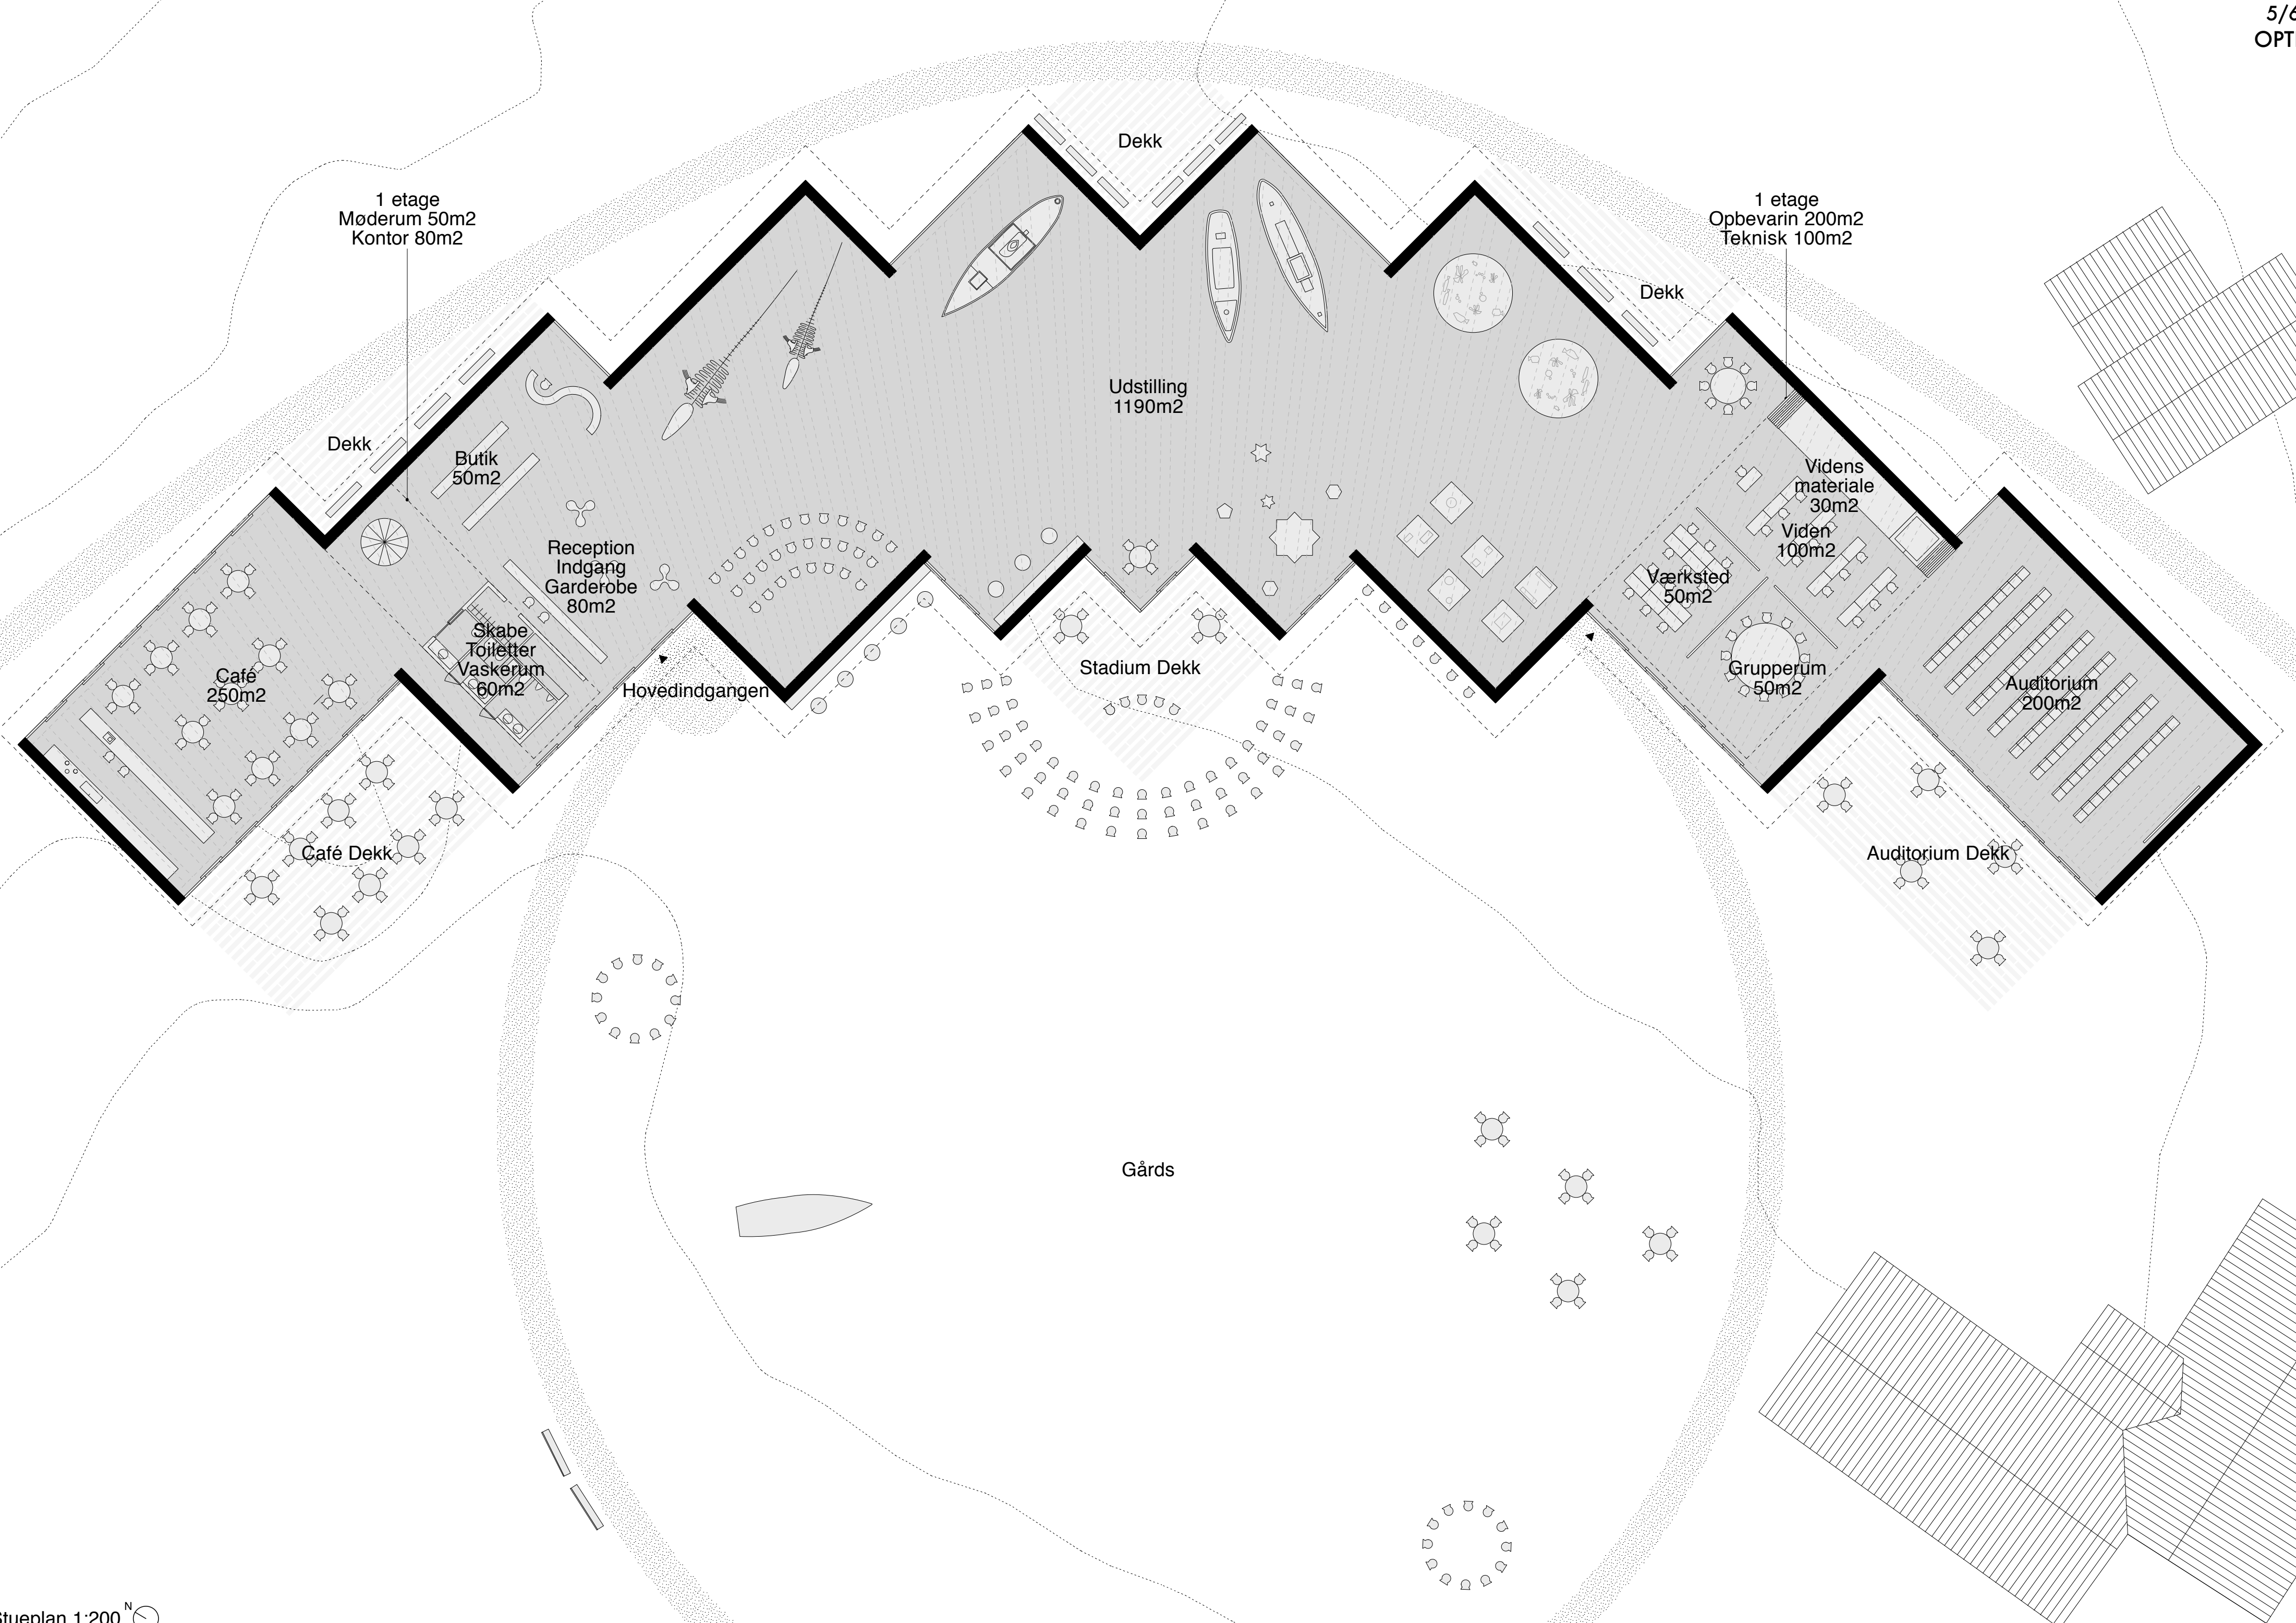 5/6
OPT
Dekk
1 etage
Møderum 50m2
Kontor 80m2
1 etage
Opbevarin 200m2
Teknisk 100m2
Dekk
Dekk
Udstilling
1190m2
Butik
50m2
Videns
materiale
30m2
Viden
100m2
Reception
Indgang
Garderobe
80m2
Værksted
50m2
Skabe
Toiletter
Vaskerum
60m2
Café
250m2
Hovedindgangen
Stadium Dekk
Grupperum
50m2
Auditorium
200m2
Café Dekk
Auditorium Dekk
Gårds
Stueplan 1:200 N